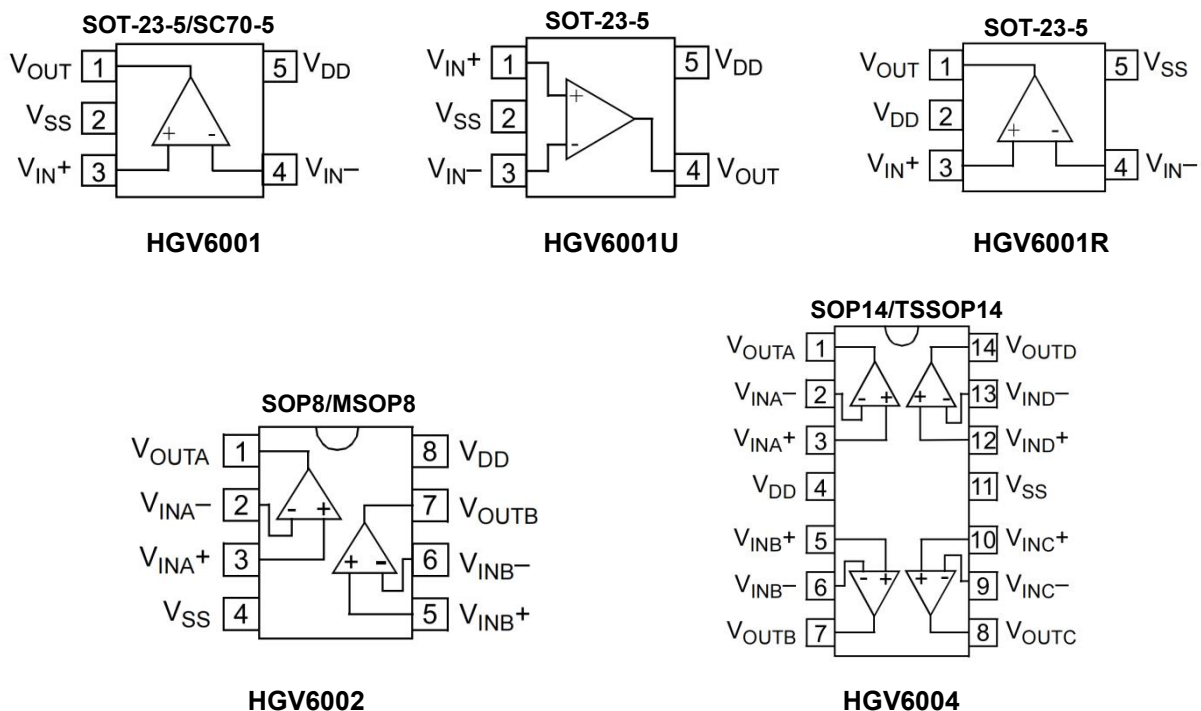 SOT-23-5/SC70-5
VOUT 1 5 VDD
VSS 2
VIN+ 3 4 VIN–
+ -
HGV6001
SOT-23-5
VIN+ 1 5 VDD
+
VSS 2
-
VIN– 3 4 VOUT
HGV6001U
SOT-23-5
VOUT 1 5 VSS
VDD 2
+ -
VIN+ 3 4 VIN–
HGV6001R
SOP8/MSOP8
VOUTA 1 8 VDD
VINA– 2 - + 7 VOUTB
VINA+ 3 + - 6 VINB–
VSS 4 5 VINB+
HGV6002
SOP14/TSSOP14
VOUTA 1 14 VOUTD
VINA– 2 - + + - 13 VIND–
VINA+ 3 12 VIND+
VDD 4 11 VSS
VINB+ 5 10 VINC+
VINB– 6 - + + - 9 VINC–
VOUTB 7 8 VOUTC
HGV6004